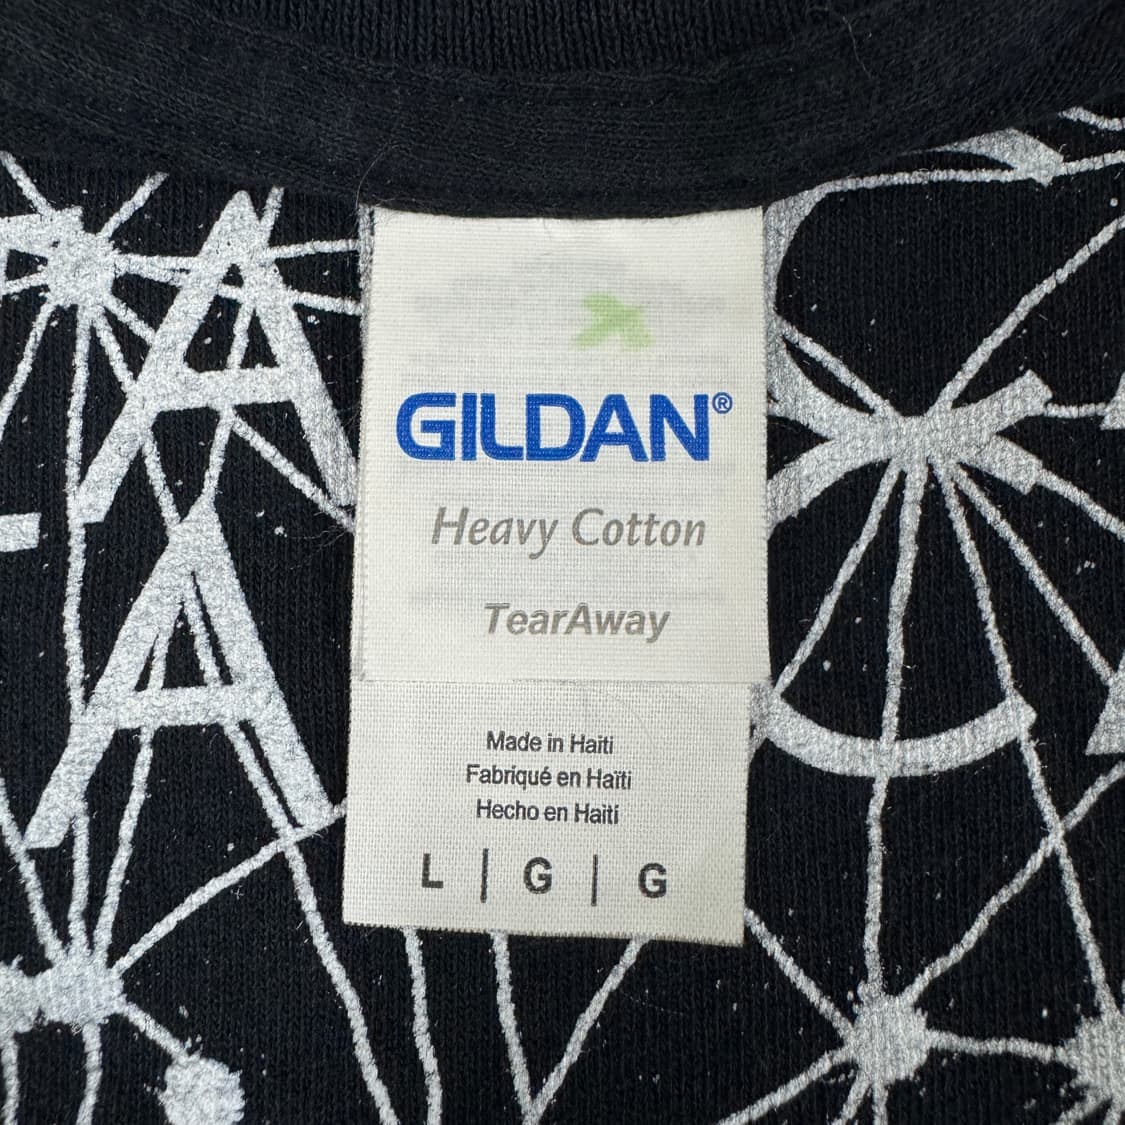 GILDAN®
Heavy Cotton
TearAway
Made in Haiti
Fabriqué en Haïti
Hecho en Haití
L | G | G